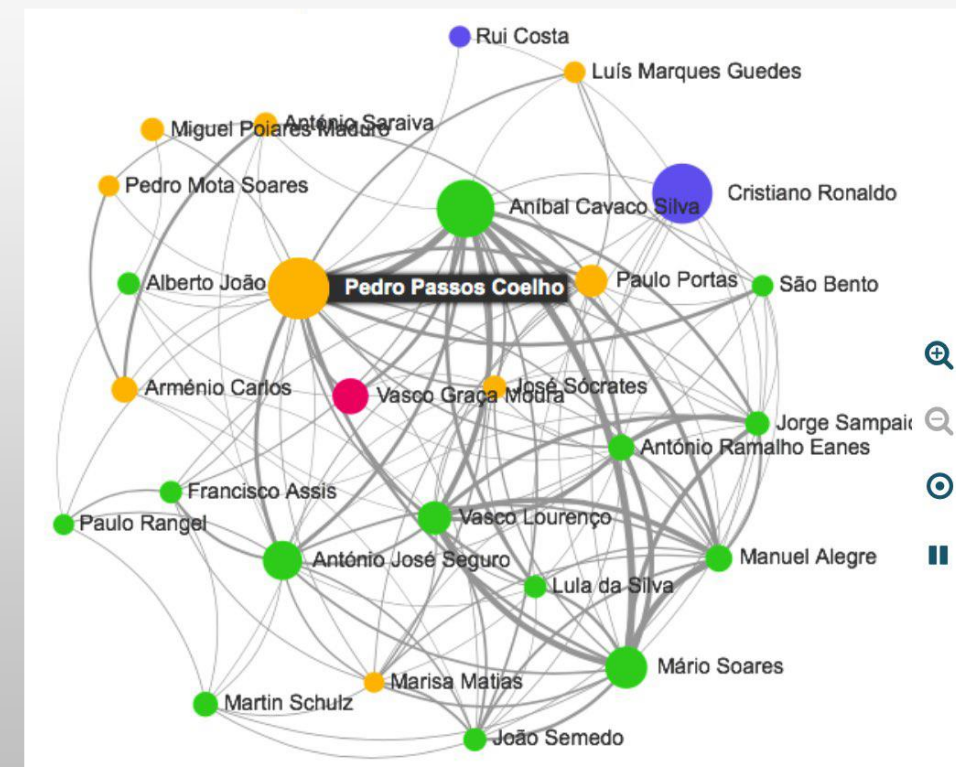 Rui Costa
Luís Marques Guedes
António Saraiva
Miguel Poiares Maduro
Pedro Mota Soares
Cristiano Ronaldo
Aníbal Cavaco Silva
Alberto João
Pedro Passos Coelho
Paulo Portas
São Bento
Arménio Carlos
Vasco Graça Moura
José Sócrates
Jorge Sampaio
António Ramalho Eanes
Francisco Assis
Paulo Rangel
Vasco Lourenço
António José Seguro
Manuel Alegre
Lula da Silva
Mário Soares
Marisa Matias
Martin Schulz
João Semedo